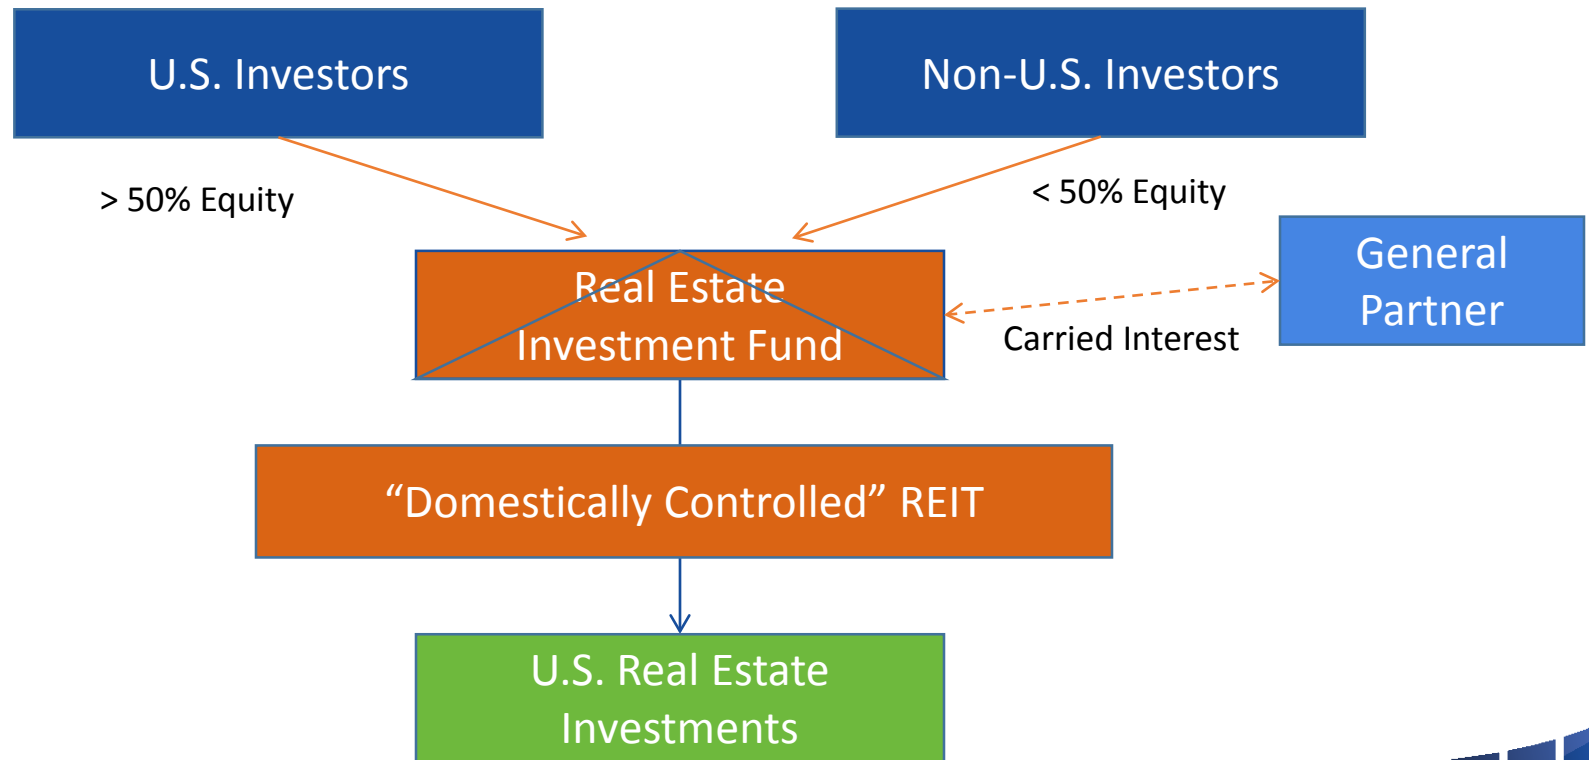 U.S. Investors
Non-U.S. Investors
> 50% Equity
< 50% Equity
General
Partner
Real Estate
Investment Fund
Carried Interest
“Domestically Controlled” REIT
U.S. Real Estate
Investments